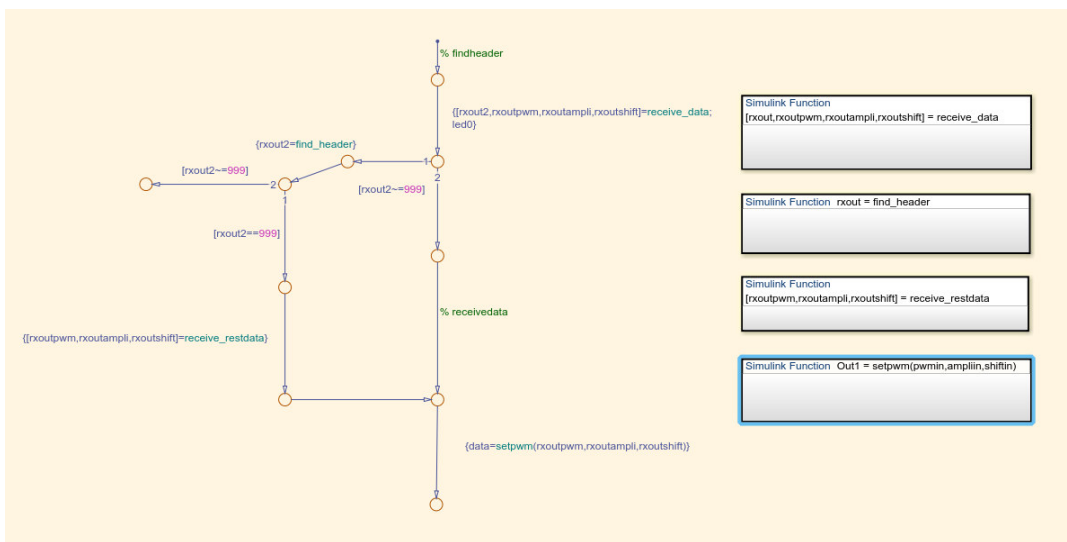 % findheader
{[rxout2,rxoutpwm,rxoutampli,rxoutshift]=receive_data;
led0}
{rxout2=find_header}
1
2
[rxout2~=999]
2
1
[rxout2~=999]
[rxout2==999]
% receivedata
{[rxoutpwm,rxoutampli,rxoutshift]=receive_restdata}
{data=setpwm(rxoutpwm,rxoutampli,rxoutshift)}
Simulink Function
[rxout,rxoutpwm,rxoutampli,rxoutshift] = receive_data
Simulink Function rxout = find_header
Simulink Function
[rxoutpwm,rxoutampli,rxoutshift] = receive_restdata
Simulink Function Out1 = setpwm(pwmin,ampliin,shiftin)